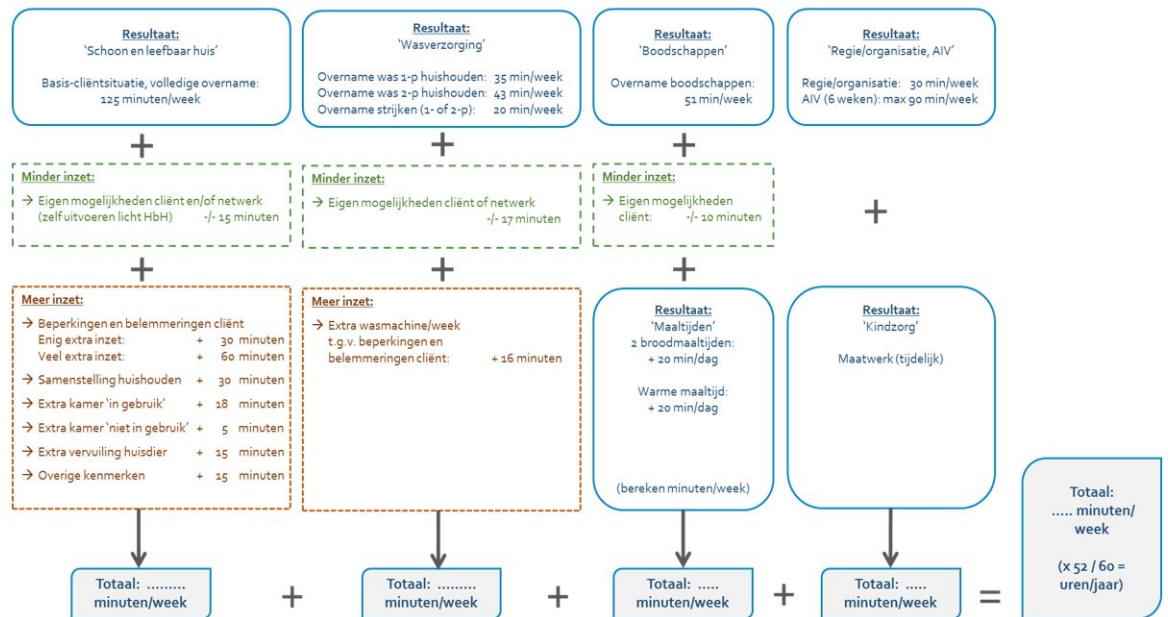 Resultaat:
'Schoon en leefbaar huis'
Basis-cliëntsituatie, volledige overname:
125 minuten/week
Resultaat:
'Wasverzorging'
Overname was 1-p huishouden: 35 min/week
Overname was 2-p huishouden: 43 min/week
Overname strijken (1- of 2-p): 20 min/week
Resultaat:
'Boodschappen'
Overname boodschappen:
51 min/week
Resultaat:
'Regie/organisatie, AIV'
Regie/organisatie: 30 min/week
AIV (6 weken): max 90 min/week
+
+
+
Minder inzet:
→ Eigen mogelijkheden cliënt en/of netwerk
(zelf uitvoeren licht HbH) -/- 15 minuten
Minder inzet:
→ Eigen mogelijkheden cliënt of netwerk
-/- 17 minuten
Minder inzet:
→ Eigen mogelijkheden
cliënt: -/- 10 minuten
+
+
+
+
Meer inzet:
→ Beperkingen en belemmeringen cliënt
Enig extra inzet: + 30 minuten
Veel extra inzet: + 60 minuten
→ Samenstelling huishouden + 30 minuten
→ Extra kamer 'in gebruik' + 18 minuten
→ Extra kamer 'niet in gebruik' + 5 minuten
→ Extra vervuiling huisdier + 15 minuten
→ Overige kenmerken + 15 minuten
Meer inzet:
→ Extra wasmachine/week
t.g.v. beperkingen en
belemmeringen cliënt: + 16 minuten
Resultaat:
'Maaltijden'
2 broodmaaltijden:
+ 20 min/dag
Warme maaltijd:
+ 20 min/dag
(bereken minuten/week)
Resultaat:
'Kindzorg'
Maatwerk (tijdelijk)
Totaal: .........
minuten/week
+
Totaal: .........
minuten/week
+
Totaal: .....
minuten/week
+
Totaal: .....
minuten/week
=
Totaal:
..... minuten/
week
(x 52 / 60 =
uren/jaar)